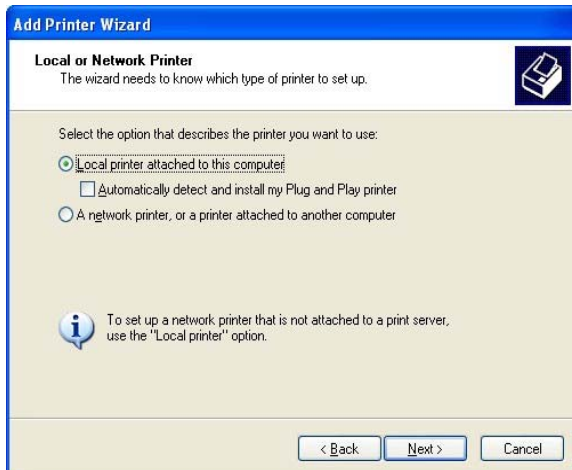 Add Printer Wizard
Local or Network Printer
The wizard needs to know which type of printer to set up.
Select the option that describes the printer you want to use:
Local printer attached to this computer
Automatically detect and install my Plug and Play printer
A network printer, or a printer attached to another computer
To set up a network printer that is not attached to a print server,
use the "Local printer" option.
< Back Next > Cancel